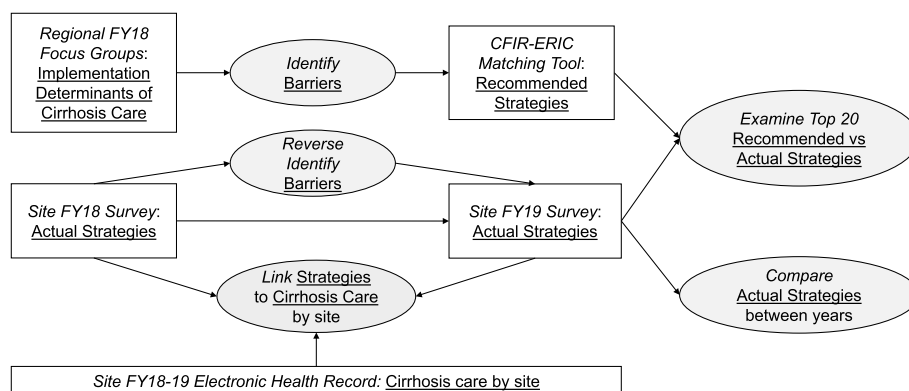 Regional FY18
Focus Groups:
Implementation
Determinants of
Cirrhosis Care
Identify
Barriers
CFIR-ERIC
Matching Tool:
Recommended
Strategies
Examine Top 20
Recommended vs
Actual Strategies
Reverse
Identify
Barriers
Site FY18 Survey:
Actual Strategies
Site FY19 Survey:
Actual Strategies
Link Strategies
to Cirrhosis Care
by site
Compare
Actual Strategies
between years
Site FY18-19 Electronic Health Record: Cirrhosis care by site